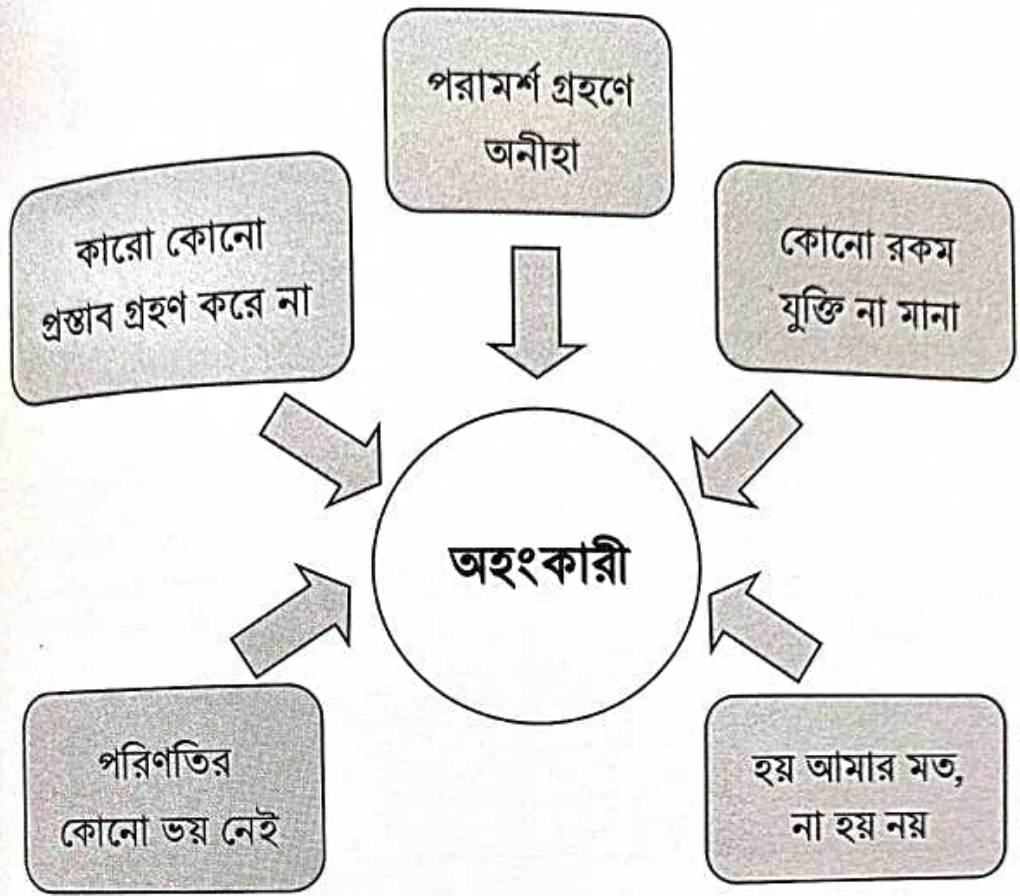 পরামর্শ গ্রহণে
অনীহা
কারো কোনো
প্রস্তাব গ্রহণ করে না
কোনো রকম
যুক্তি না মানা
অহংকারী
পরিণতির
কোনো ভয় নেই
হয় আমার মত,
না হয় নয়